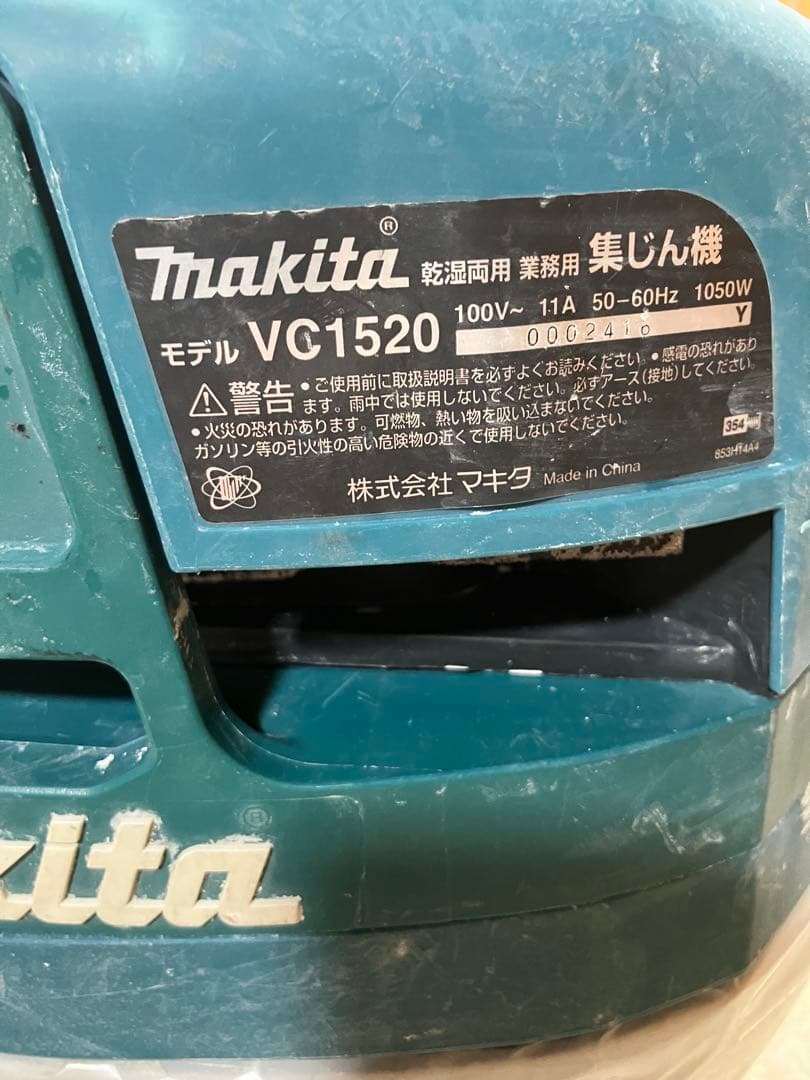 makita® 乾湿両用 業務用 集じん機
モデル VC1520 100V~ 11A 50-60Hz 1050W
0002416 Y
警告 •ご使用前に取扱説明書を必ずよくお読みください •感電の恐れがあり
ます。雨中では使用しないでください。必ずアース(接地)してください。
•火災の恐れがあります。可燃物、熱い物を吸い込まないでください。
ガソリン等の引火性の高い危険物の近くで使用しないでください。
354
853H14A4
株式会社マキタ Made in China
kita®